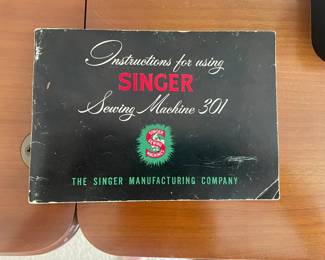 Instructions for using
SINGER
Sewing Machine 301
S
THE SINGER MANUFACTURING COMPANY